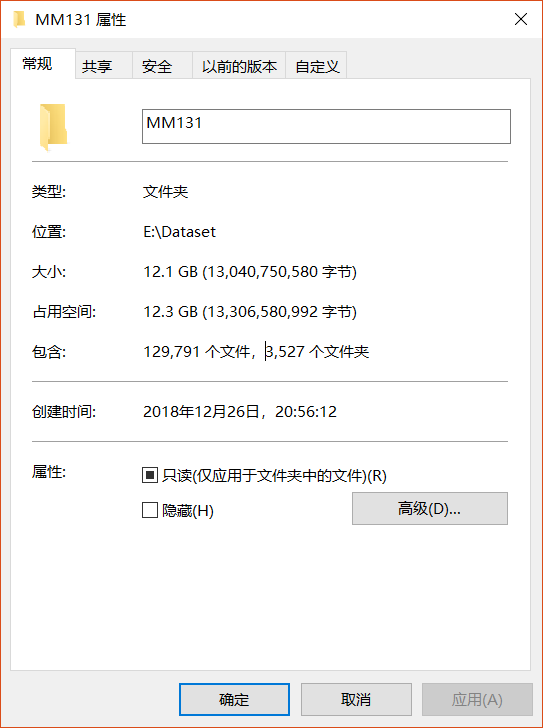 MM131 属性
常规 共享 安全 以前的版本 自定义
MM131
类型: 文件夹
位置: E:\Dataset
大小: 12.1 GB (13,040,750,580 字节)
占用空间: 12.3 GB (13,306,580,992 字节)
包含: 129,791 个文件，3,527 个文件夹
创建时间: 2018年12月26日，20:56:12
属性: 只读(仅应用于文件夹中的文件)(R)
隐藏(H) 高级(D)...
确定 取消 应用(A)